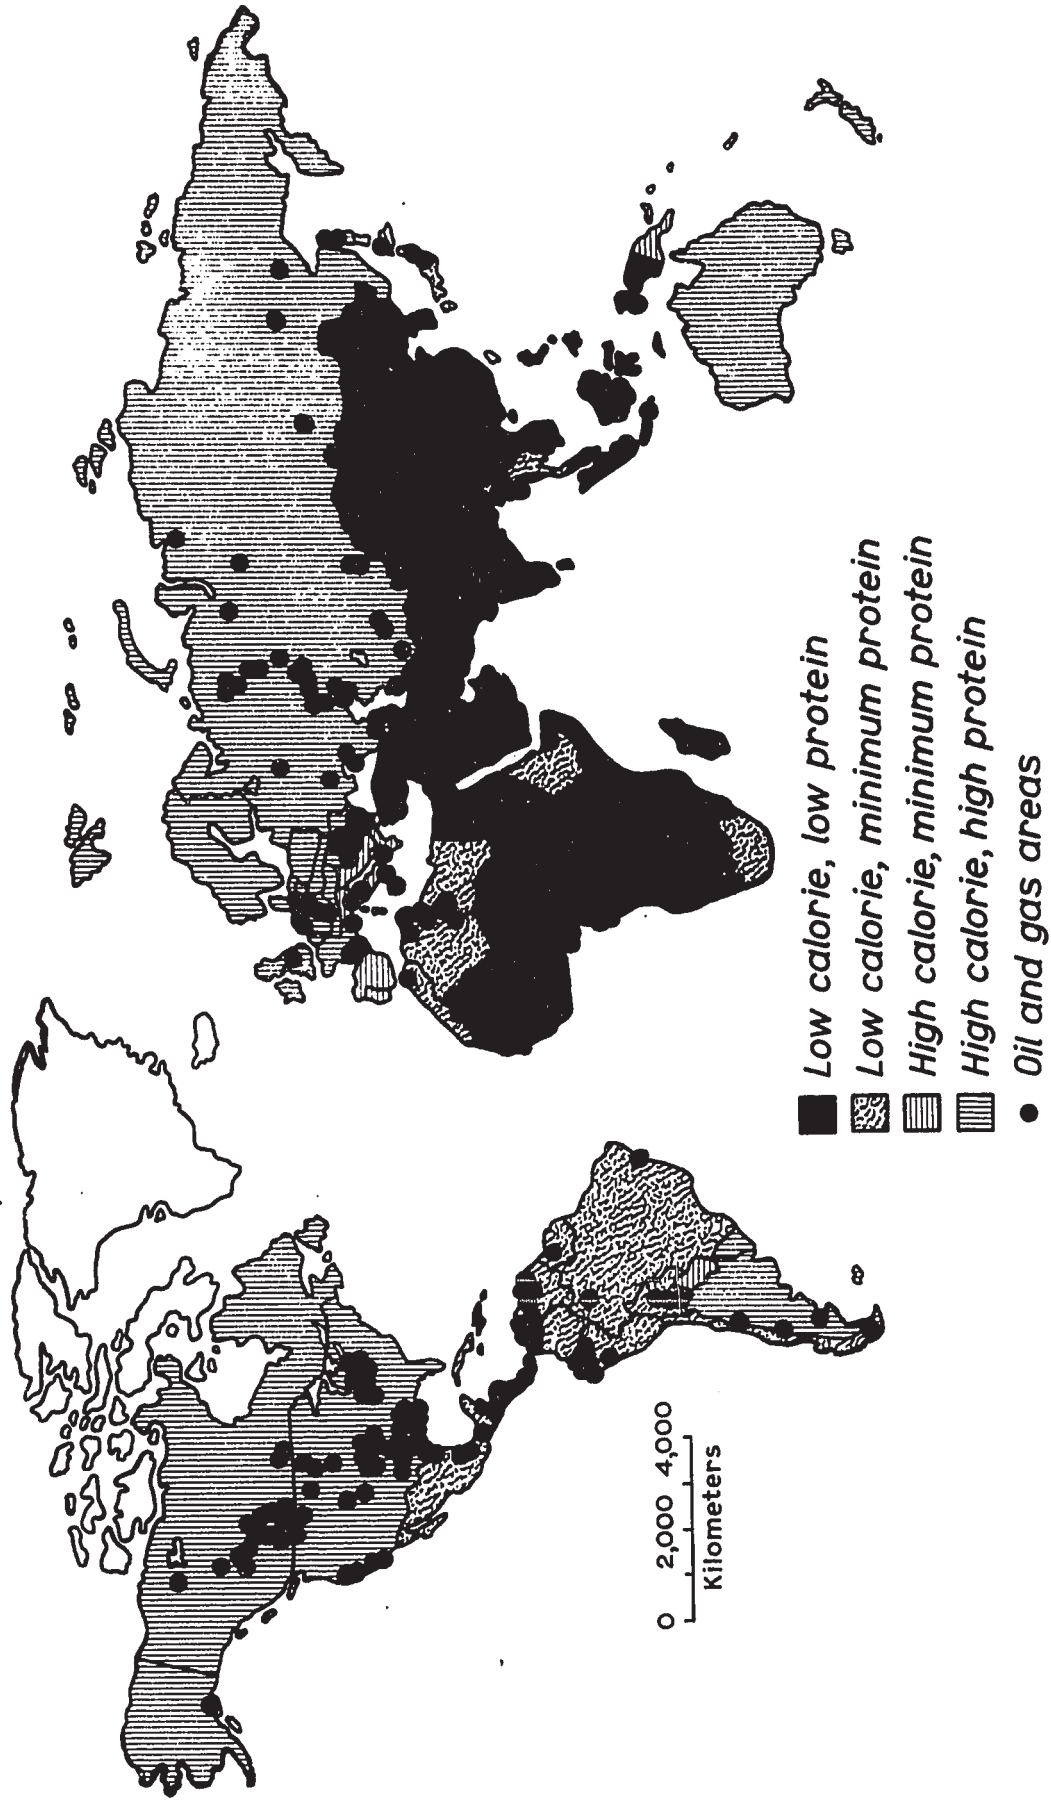 Low calorie, low protein
Low calorie, minimum protein
High calorie, minimum protein
High calorie, high protein
Oil and gas areas
0 2,000 4,000
Kilometers